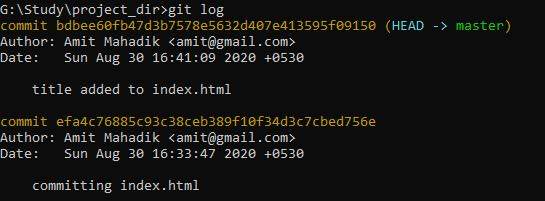 G:\Study\project_dir>git log
commit bdbee60fb47d3b7578e5632d407e413595f09150 (HEAD -> master)
Author: Amit Mahadik <amit@gmail.com>
Date:   Sun Aug 30 16:41:09 2020 +0530
title added to index.html
commit efa4c76885c93c38ceb389f10f34d3c7cbed756e
Author: Amit Mahadik <amit@gmail.com>
Date:   Sun Aug 30 16:33:47 2020 +0530
committing index.html